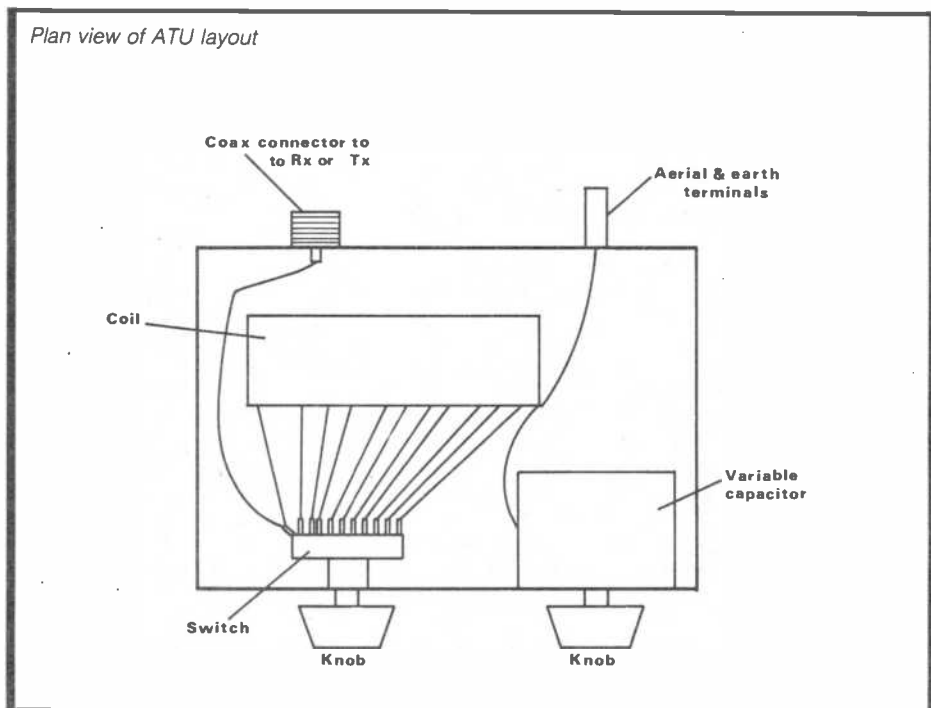 Plan view of ATU layout
Coax connector to
to Rx or Tx
Aerial & earth
terminals
Coil
Variable
capacitor
Switch
Knob
Knob